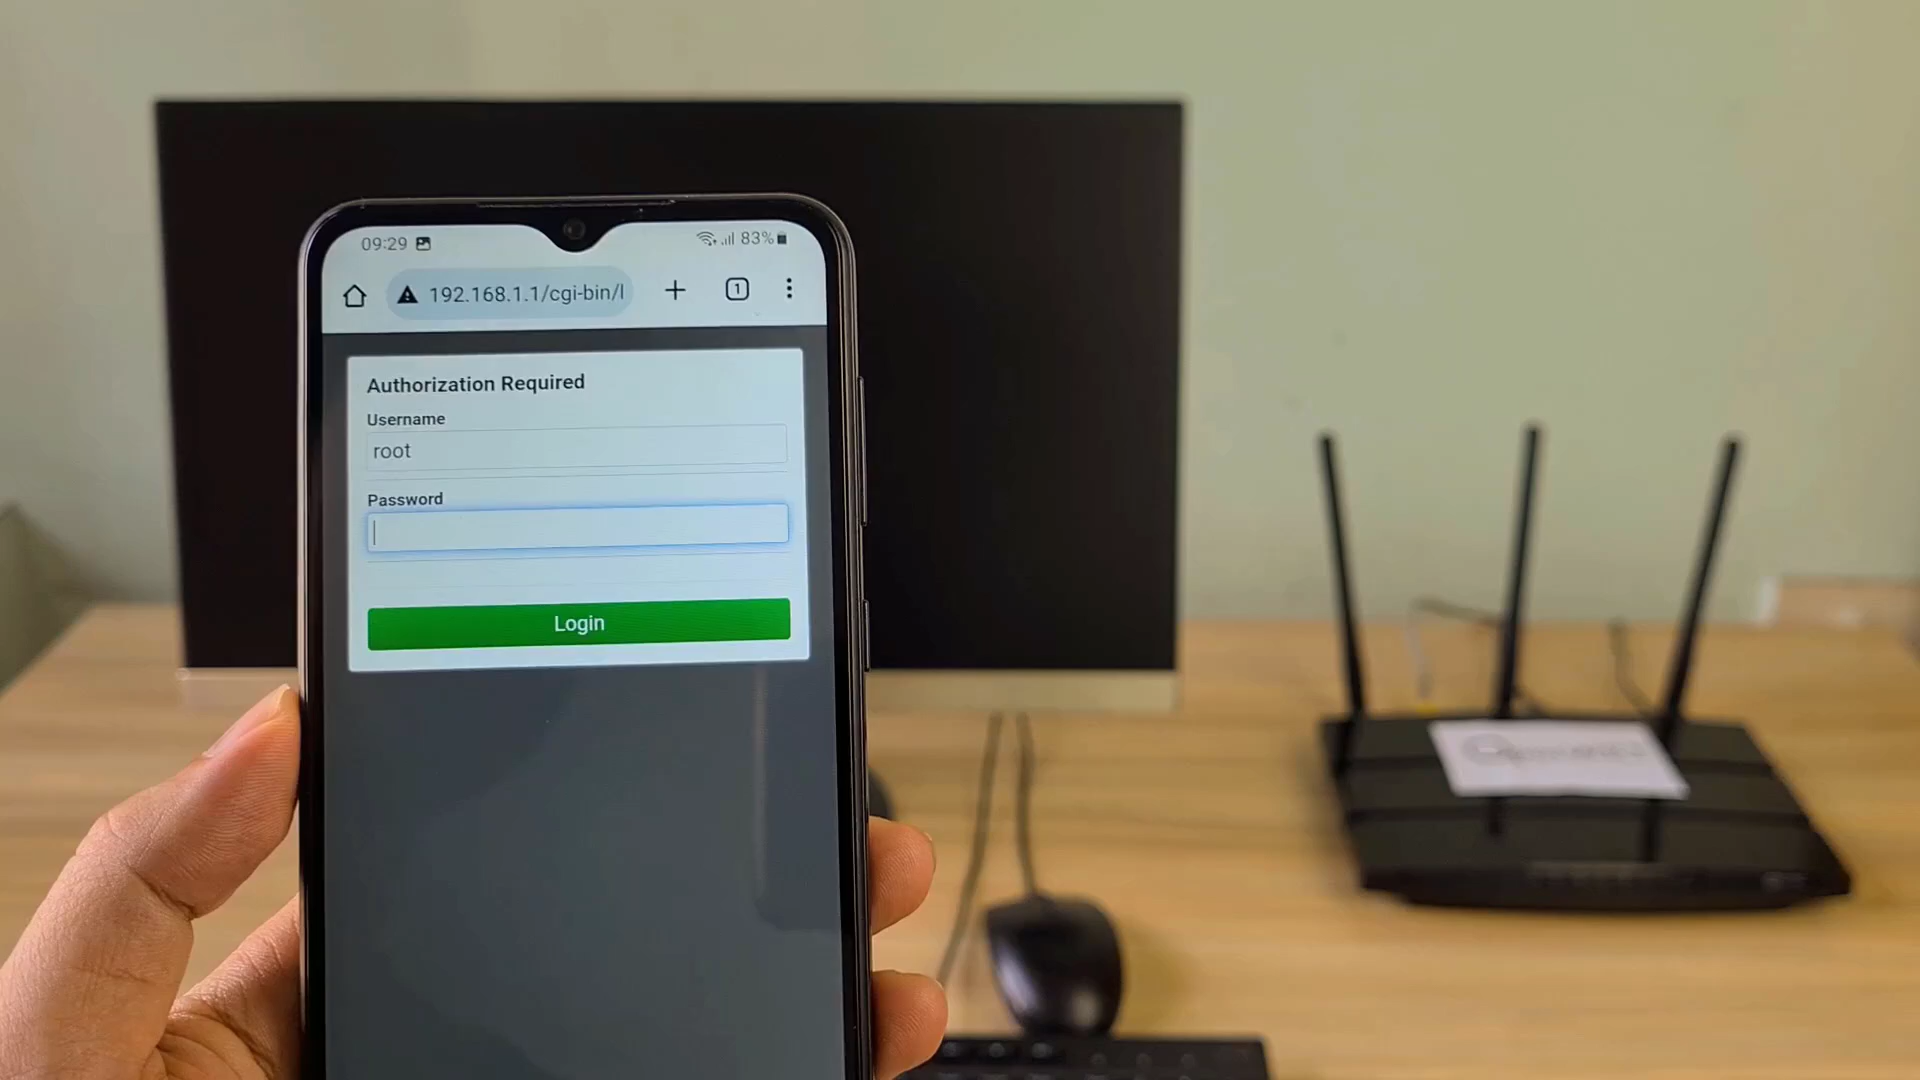 09:29 83%
192.168.1.1/cgi-bin/l 1
Authorization Required
Username
root
Password
Login